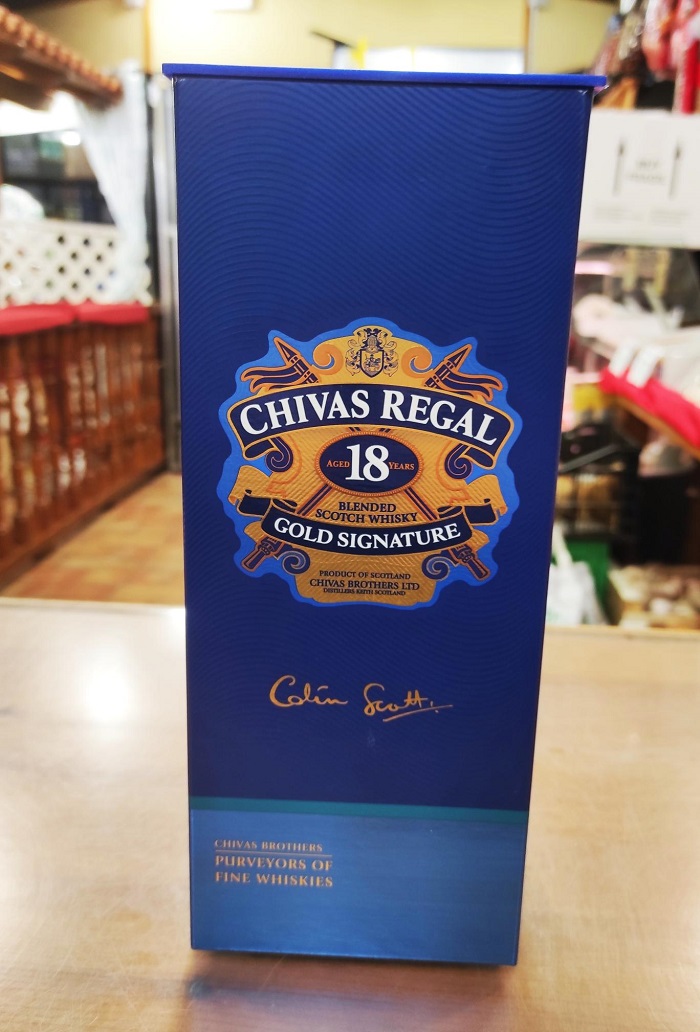 CHIVAS REGAL
AGED 18 YEARS
BLENDED
SCOTCH WHISKY
GOLD SIGNATURE
PRODUCT OF SCOTLAND
CHIVAS BROTHERS LTD
DISTILLERS KEITH SCOTLAND
Colin Scott.
CHIVAS BROTHERS
PURVEYORS OF
FINE WHISKIES